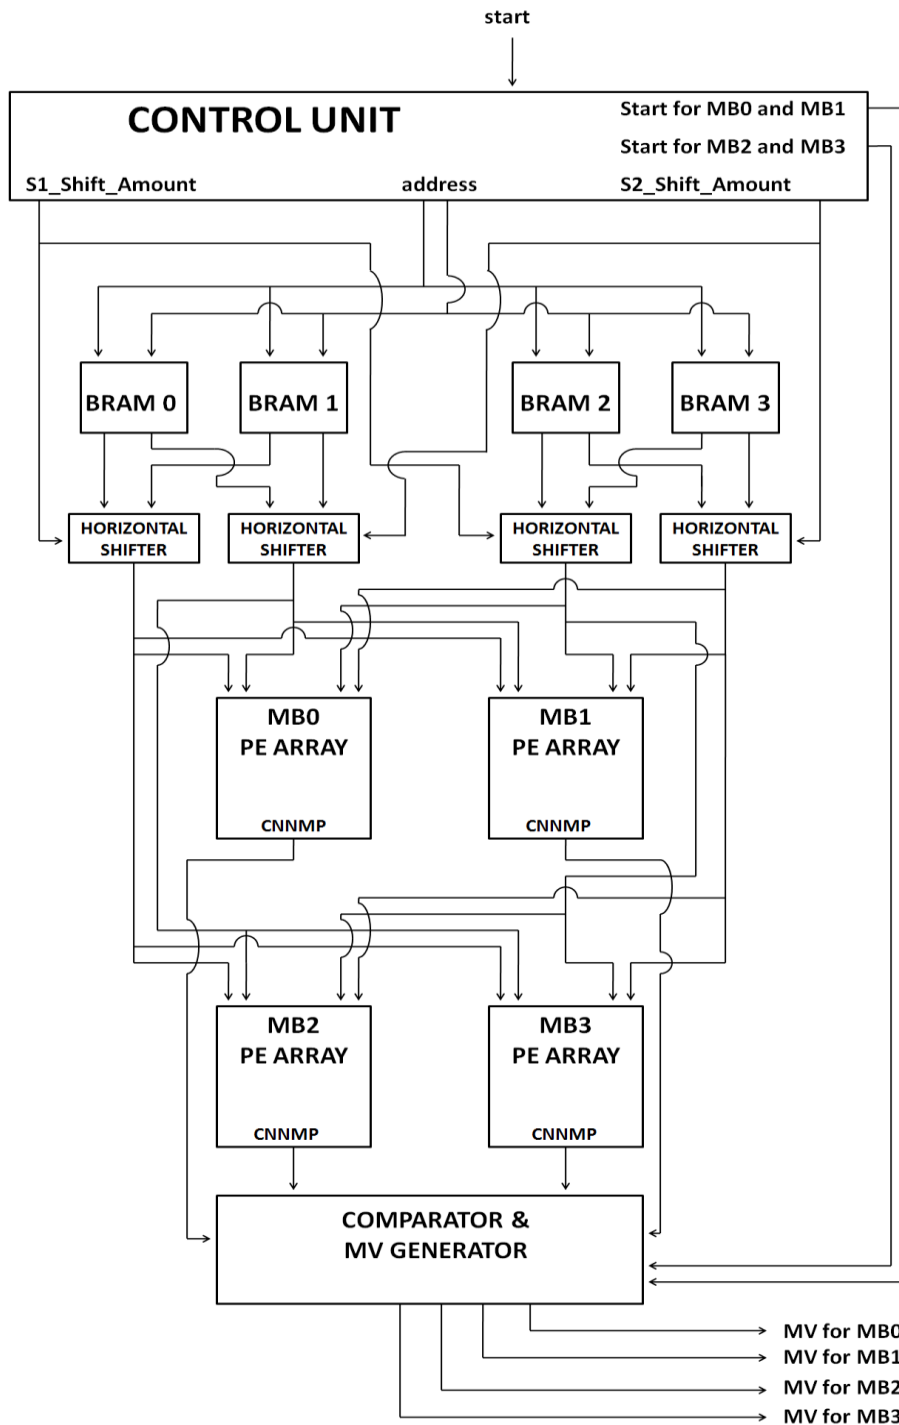 start
CONTROL UNIT
Start for MB0 and MB1
Start for MB2 and MB3
S1_Shift_Amount
address
S2_Shift_Amount
BRAM 0
BRAM 1
BRAM 2
BRAM 3
HORIZONTAL
SHIFTER
HORIZONTAL
SHIFTER
HORIZONTAL
SHIFTER
HORIZONTAL
SHIFTER
MB0
PE ARRAY
CNNMP
MB1
PE ARRAY
CNNMP
MB2
PE ARRAY
CNNMP
MB3
PE ARRAY
CNNMP
COMPARATOR &
MV GENERATOR
MV for MB0
MV for MB1
MV for MB2
MV for MB3